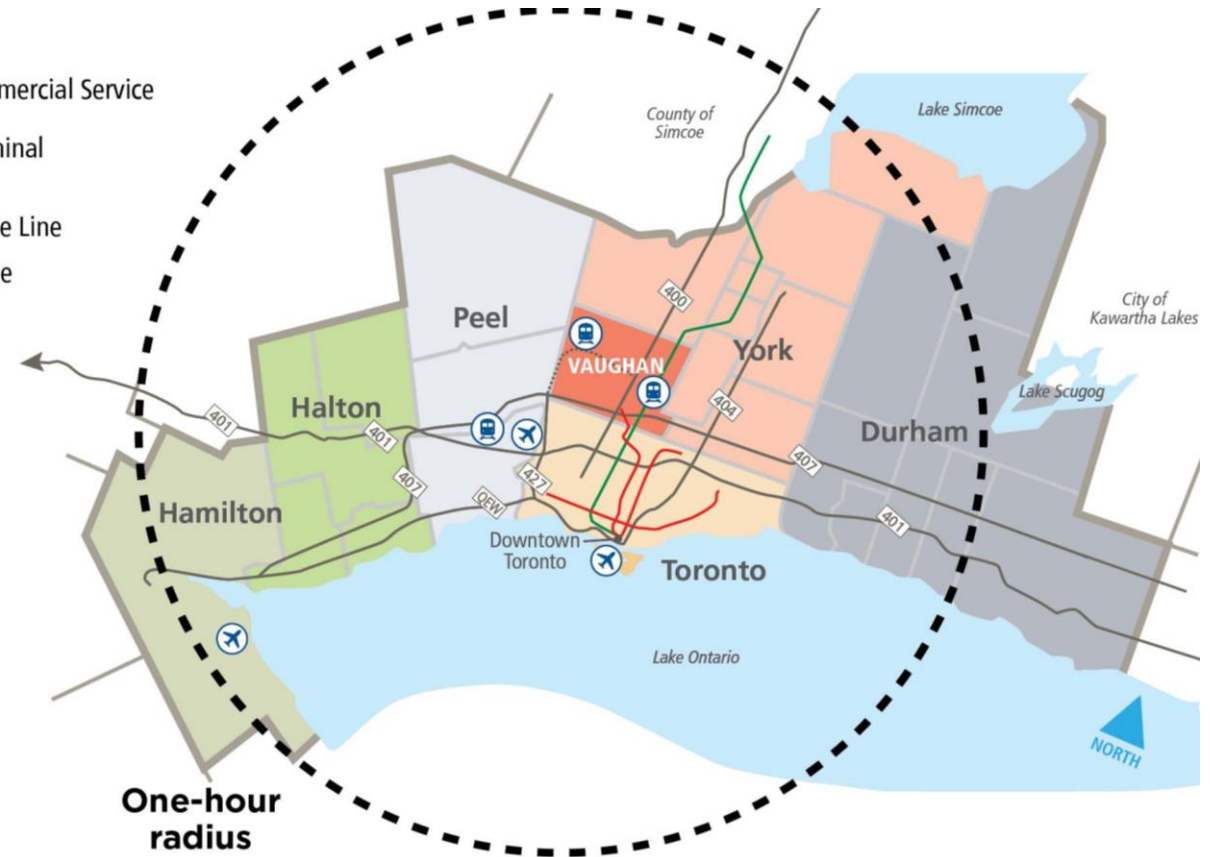 mercial Service
ninal
e Line
e
County of
Simcoe
Lake Simcoe
City of
Kawartha Lakes
400
Peel
VAUGHAN
York
Lake Scugog
Halton
404
401
401
Durham
407
407
427
QEW
Hamilton
401
Downtown
Toronto
Toronto
Lake Ontario
NORTH
One-hour
radius